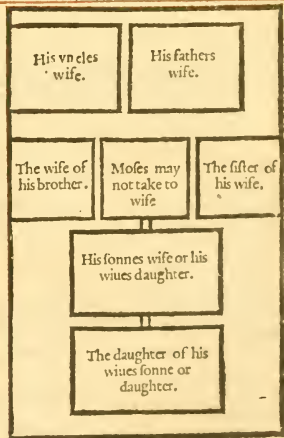 His vncles
wife.
His fathers
wife.
The wife of
his brother.
Moſes may
not take to
wife
The ſiſter of
his wife.
His ſonnes wife or his
wiues daughter.
The daughter of his
wiues ſonne or
daughter.